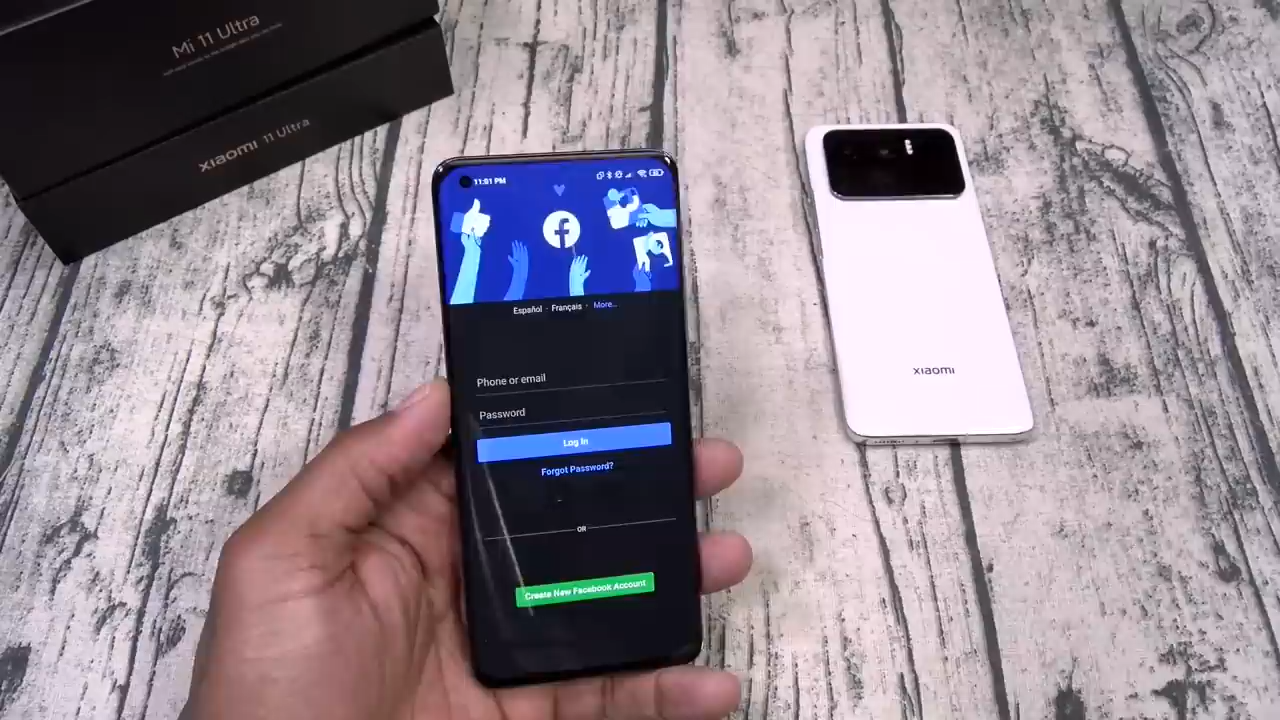 Mi 11 Ultra
xiaomi 11 Ultra
11:01 PM
Español · Français · More...
Phone or email
Password
Log In
Forgot Password?
OR
Create New Facebook Account
xiaomi